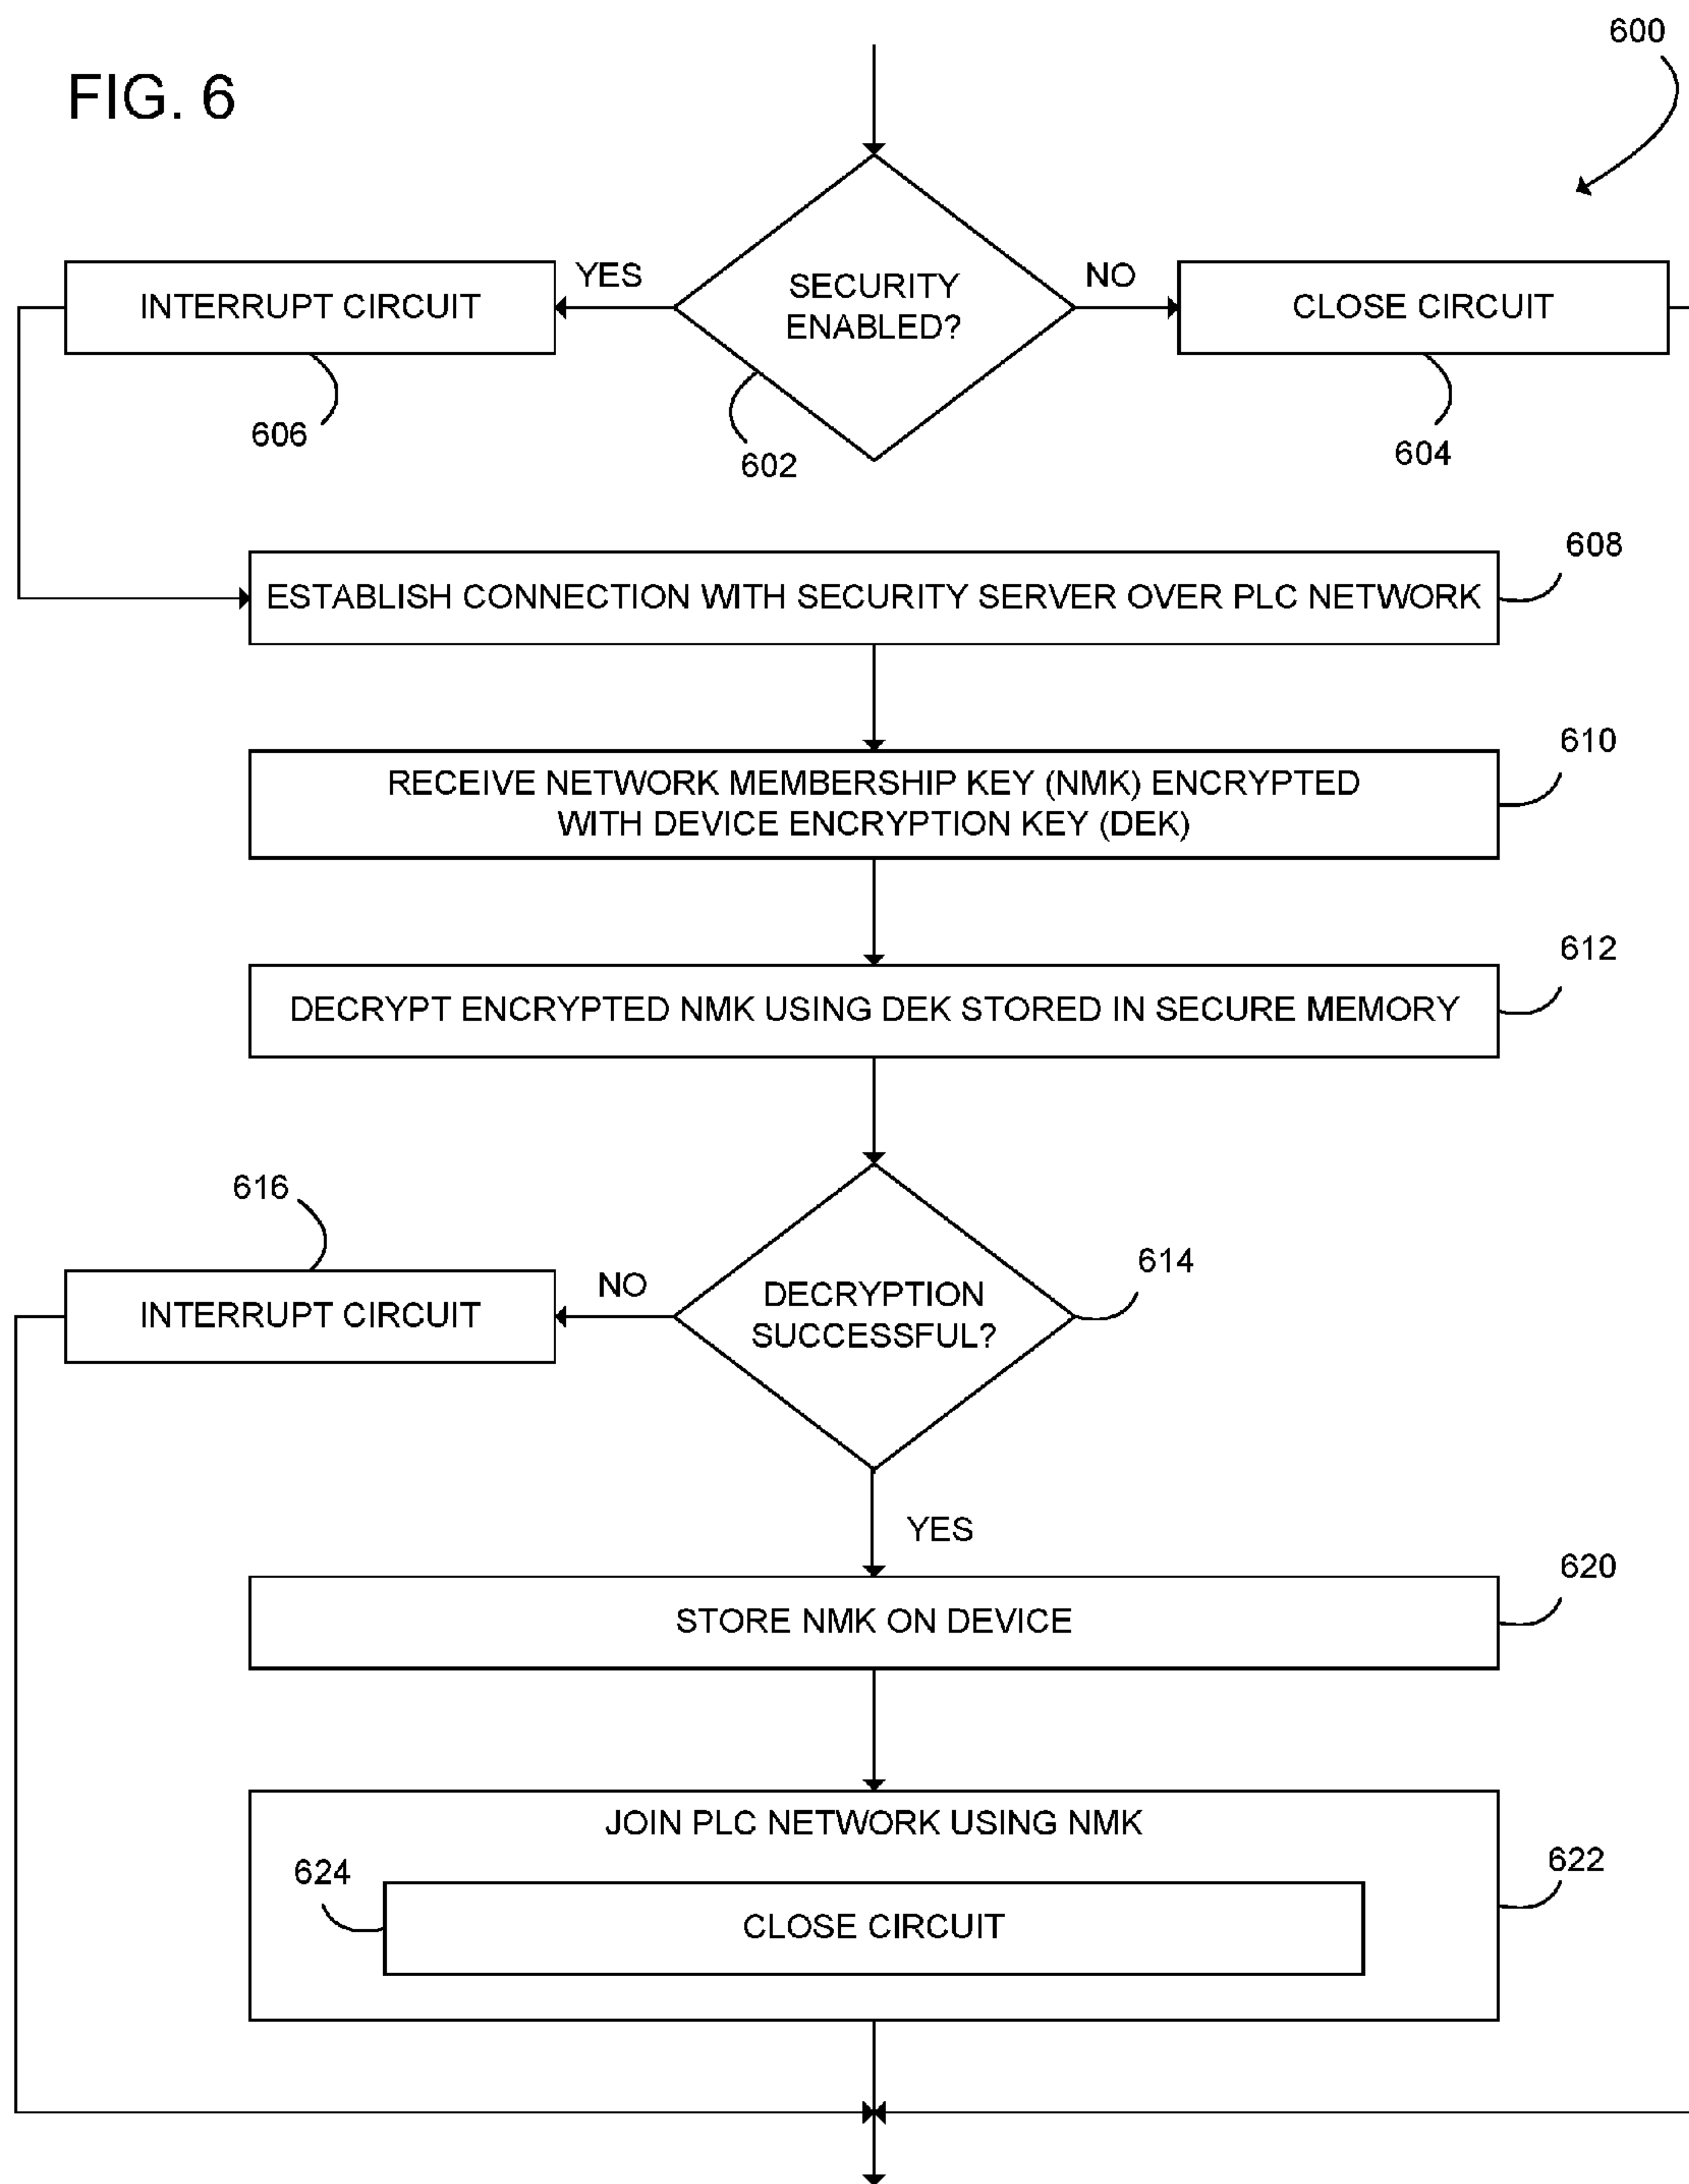 600
FIG. 6
YES
SECURITY
ENABLED?
NO
INTERRUPT CIRCUIT
CLOSE CIRCUIT
606
602
604
608
ESTABLISH CONNECTION WITH SECURITY SERVER OVER PLC NETWORK
610
RECEIVE NETWORK MEMBERSHIP KEY (NMK) ENCRYPTED
WITH DEVICE ENCRYPTION KEY (DEK)
612
DECRYPT ENCRYPTED NMK USING DEK STORED IN SECURE MEMORY
616
614
NO
DECRYPTION
SUCCESSFUL?
INTERRUPT CIRCUIT
YES
620
STORE NMK ON DEVICE
JOIN PLC NETWORK USING NMK
622
624
CLOSE CIRCUIT